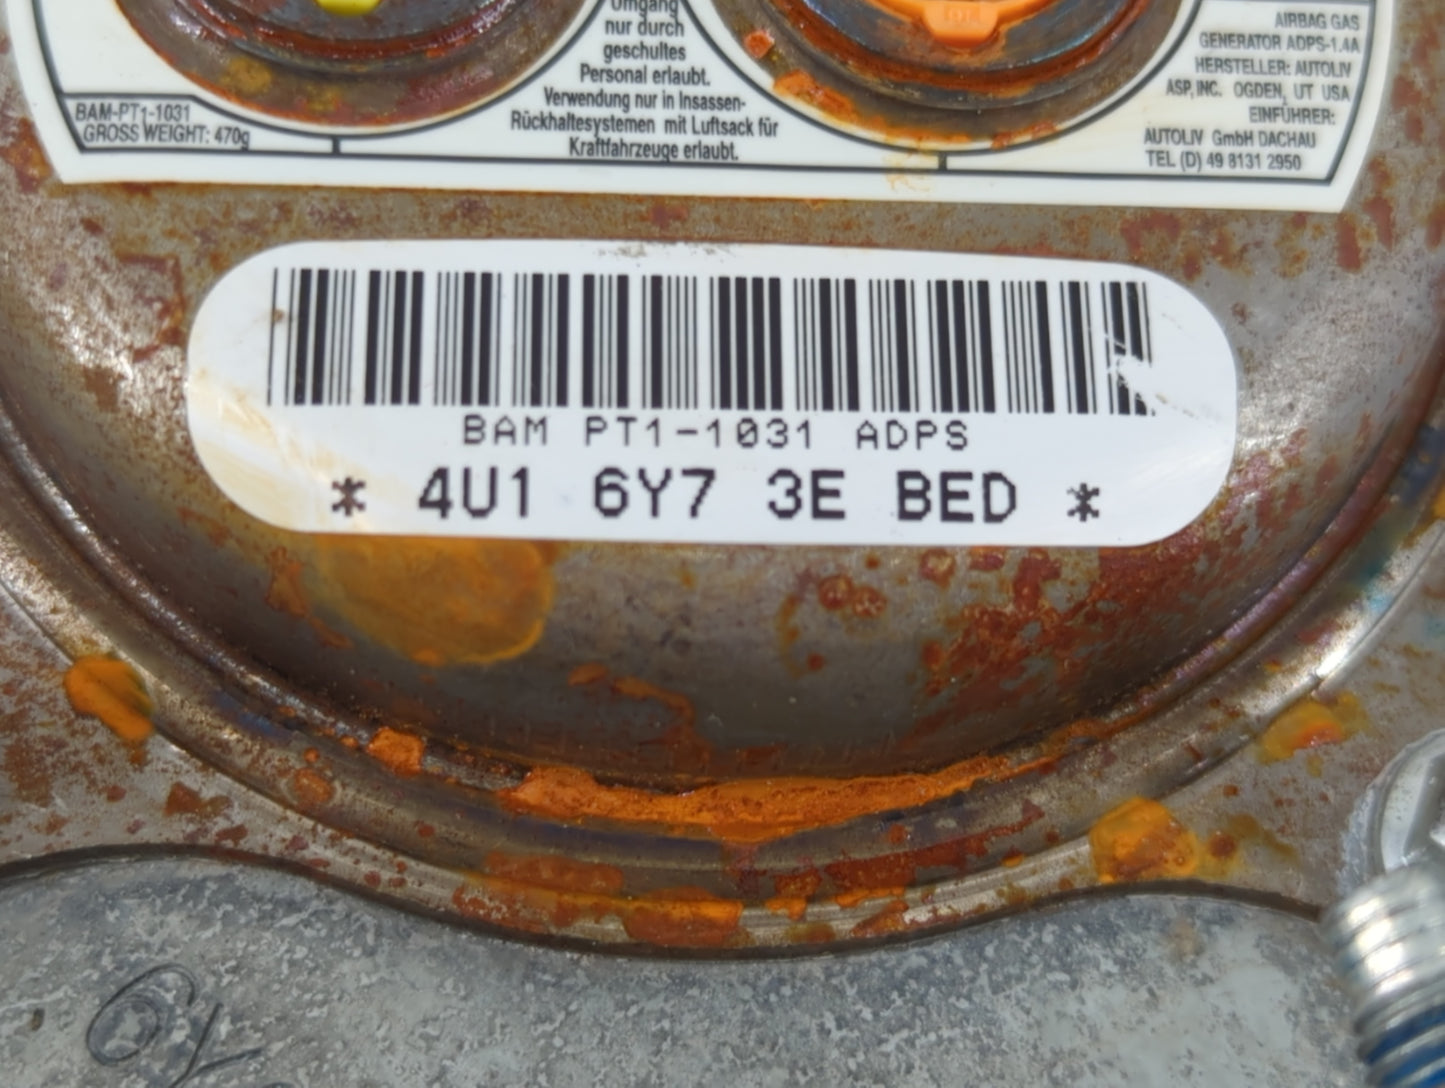 Umgang
nur durch
geschultes
Personal erlaubt.
Verwendung nur in Insassen-
Rückhaltesystemen mit Luftsack für
Kraftfahrzeuge erlaubt.
BAM-PT1-1031
GROSS WEIGHT: 470g
AIRBAG GAS
GENERATOR ADPS-1.4A
HERSTELLER: AUTOLIV
ASP, INC. OGDEN, UT USA
EINFÜHRER:
AUTOLIV GmbH DACHAU
TEL (D) 49 8131 2950
BAM PT1-1031 ADPS
* 4U1 6Y7 3E BED *